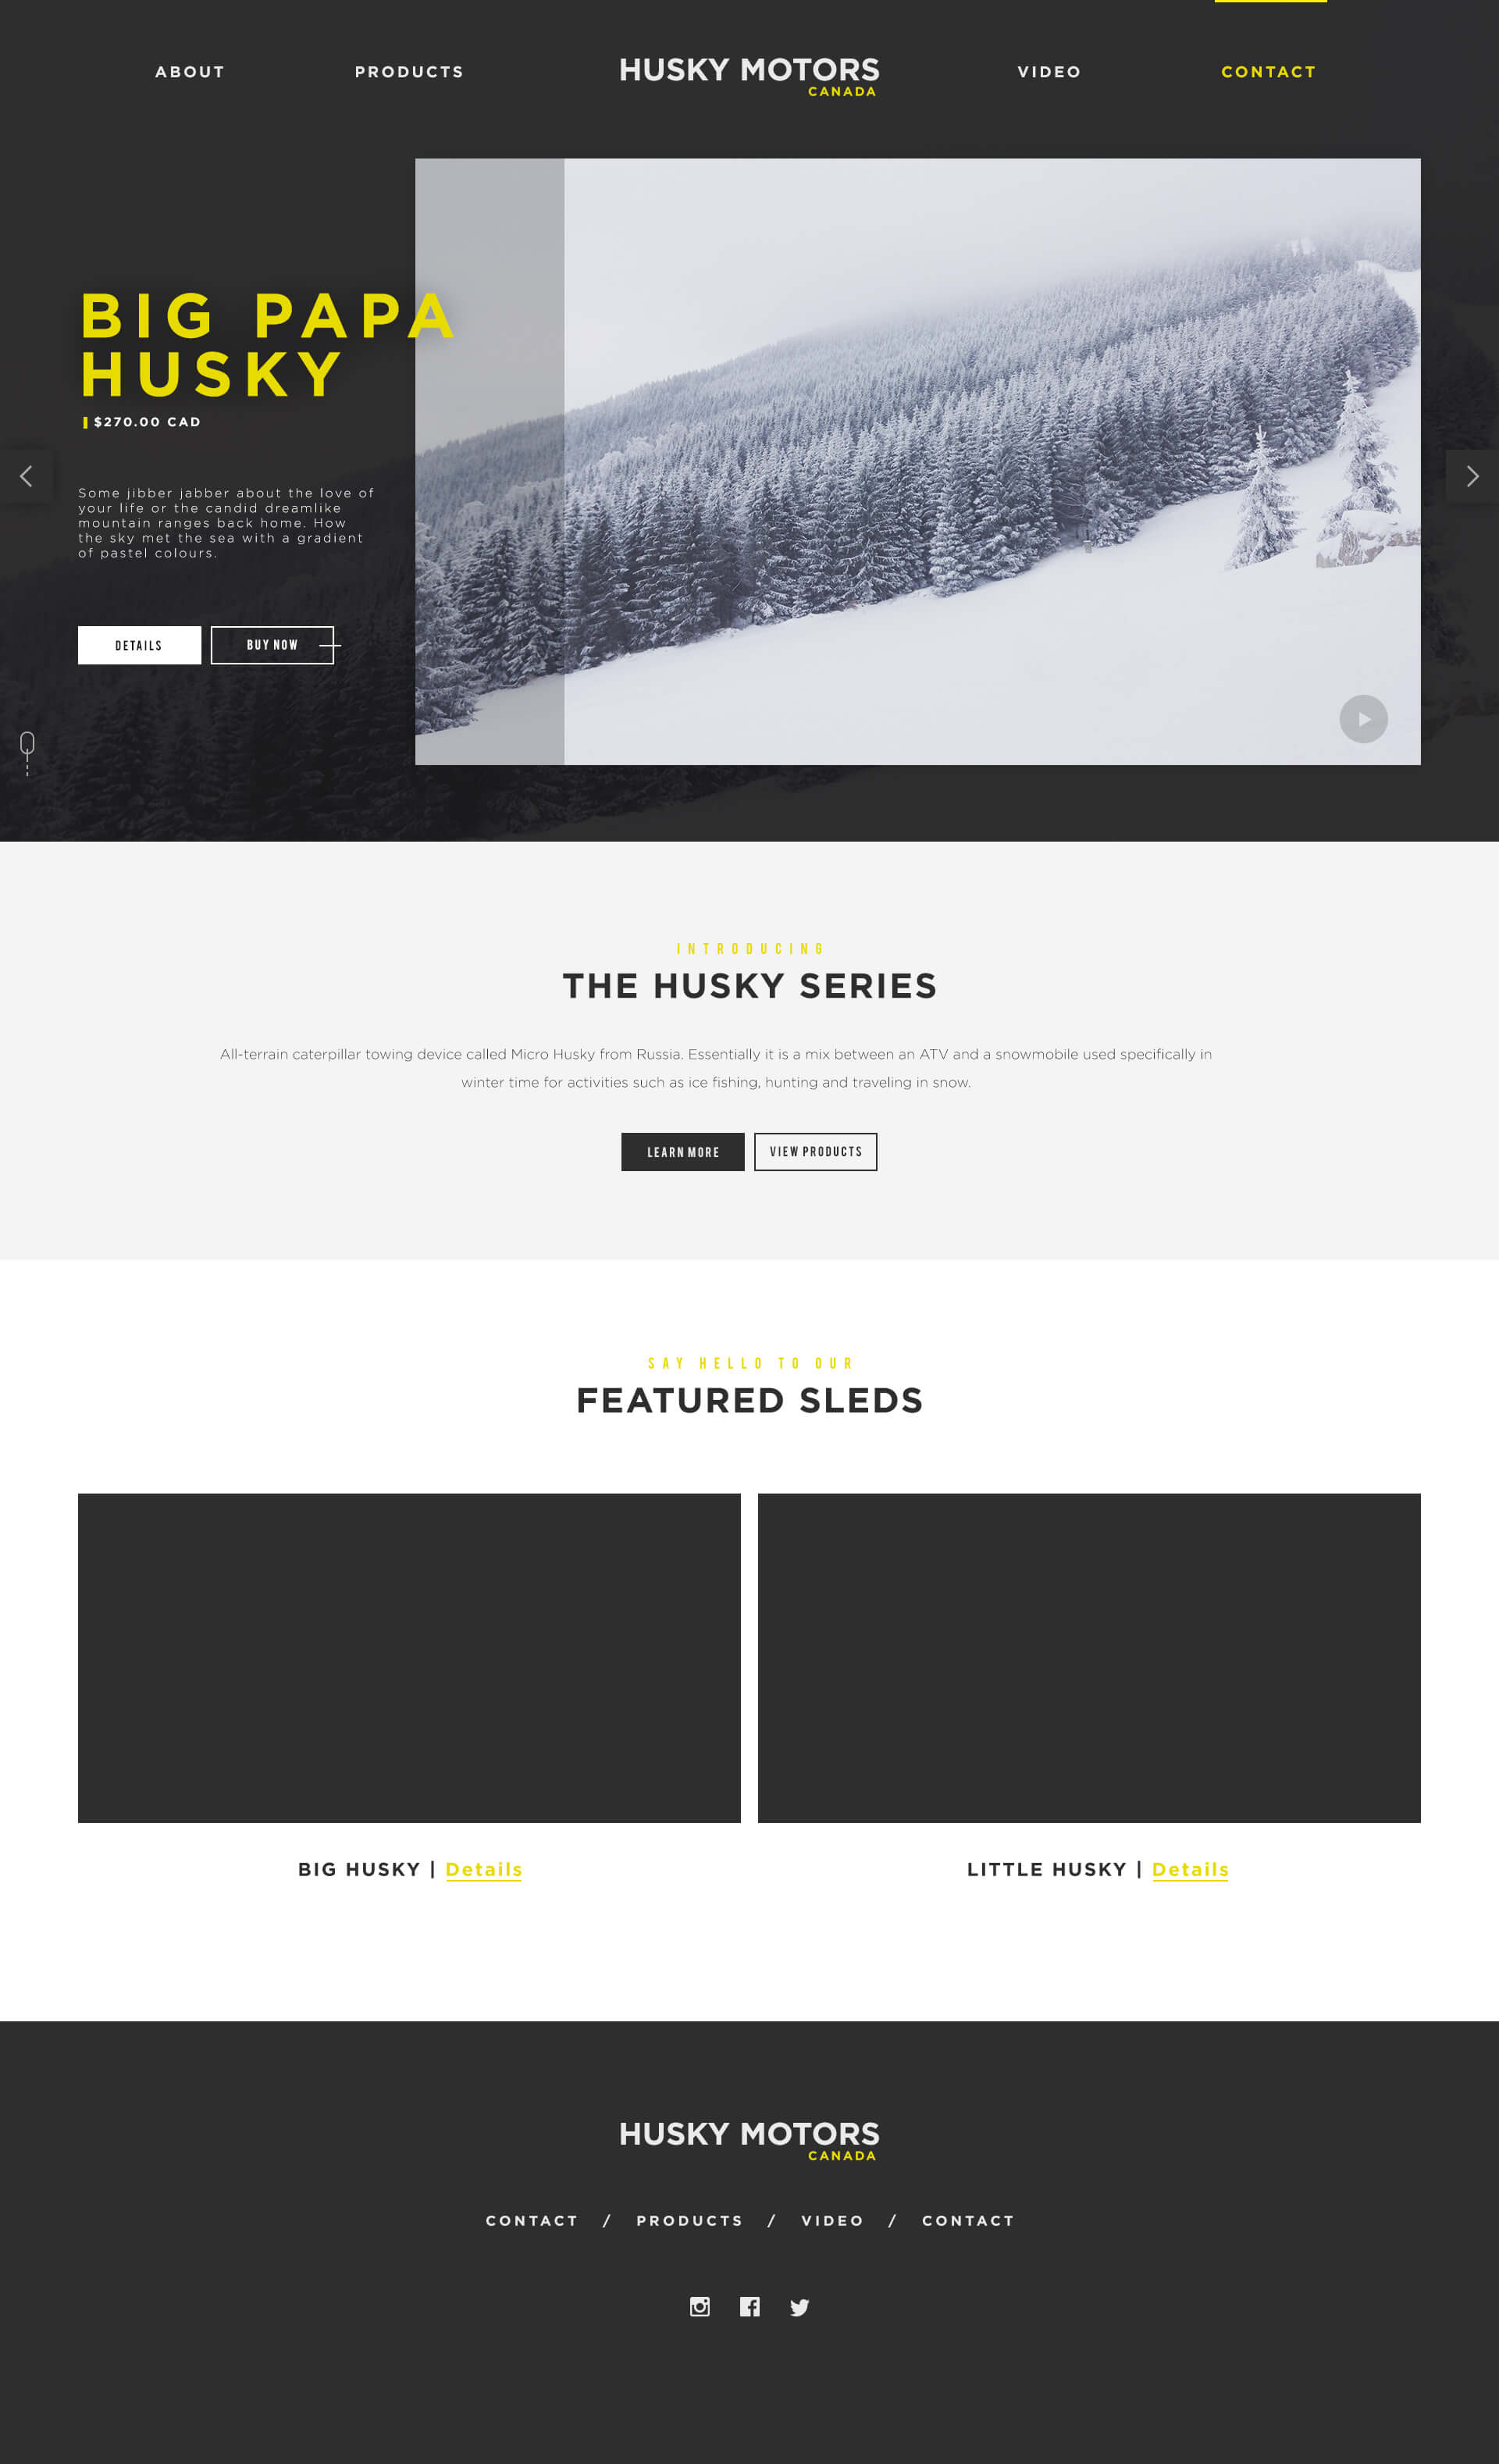 ABOUT
PRODUCTS
HUSKY MOTORS
CANADA
VIDEO
CONTACT
BIG PAPA
HUSKY
$270.00 CAD
Some jibber jabber about the love of
your life or the candid dreamlike
mountain ranges back home. How
the sky met the sea with a gradient
of pastel colours.
DETAILS
BUY NOW
INTRODUCING
THE HUSKY SERIES
All-terrain caterpillar towing device called Micro Husky from Russia. Essentially it is a mix between an ATV and a snowmobile used specifically in
winter time for activities such as ice fishing, hunting and traveling in snow.
LEARN MORE
VIEW PRODUCTS
SAY HELLO TO OUR
FEATURED SLEDS
BIG HUSKY | Details
LITTLE HUSKY | Details
HUSKY MOTORS
CANADA
CONTACT / PRODUCTS / VIDEO / CONTACT